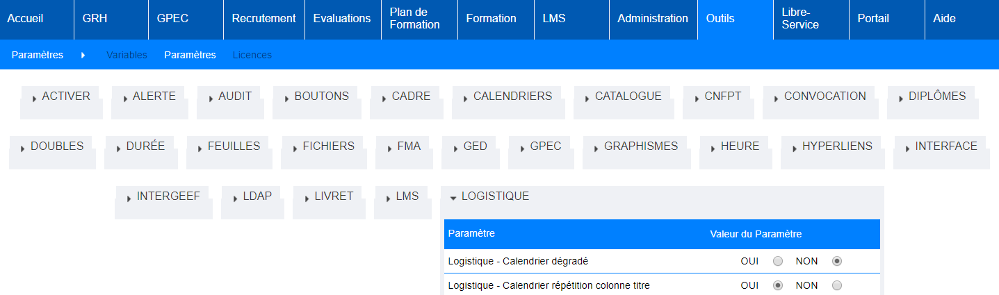 Accueil GRH GPEC Recrutement Evaluations Plan de Formation Formation LMS Administration Outils Libre-Service Portail Aide
Paramètres Variables Paramètres Licences
ACTIVER ALERTE AUDIT BOUTONS CADRE CALENDRIERS CATALOGUE CNFPT CONVOCATION DIPLÔMES
DOUBLES DURÉE FEUILLES FICHIERS FMA GED GPEC GRAPHISMES HEURE HYPERLIENS INTERFACE
INTERGEEF LDAP LIVRET LMS LOGISTIQUE
Paramètre Valeur du Paramètre
Logistique - Calendrier dégradé OUI NON
Logistique - Calendrier répétition colonne titre OUI NON